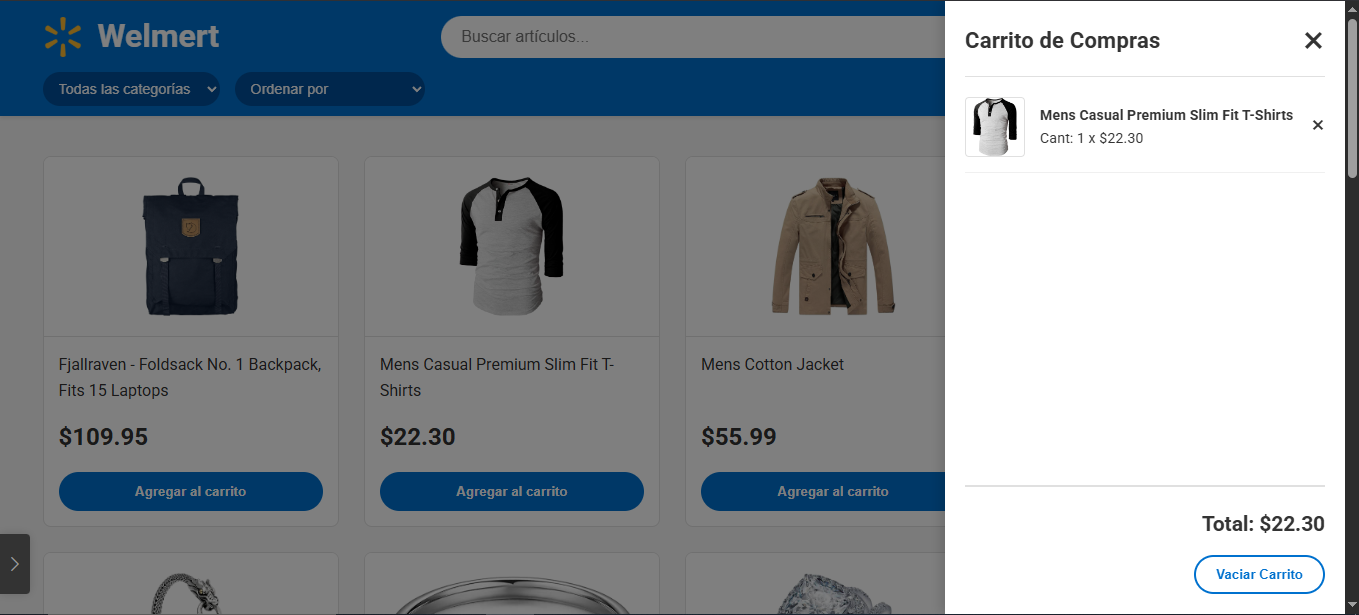 Welmert
Buscar artículos...
Todas las categorías
Ordenar por
Fjallraven - Foldsack No. 1 Backpack,
Fits 15 Laptops
$109.95
Agregar al carrito
Mens Casual Premium Slim Fit T-
Shirts
$22.30
Agregar al carrito
Mens Cotton Jacket
$55.99
Agregar al carrito
Carrito de Compras
Mens Casual Premium Slim Fit T-Shirts
Cant: 1 x $22.30
Total: $22.30
Vaciar Carrito